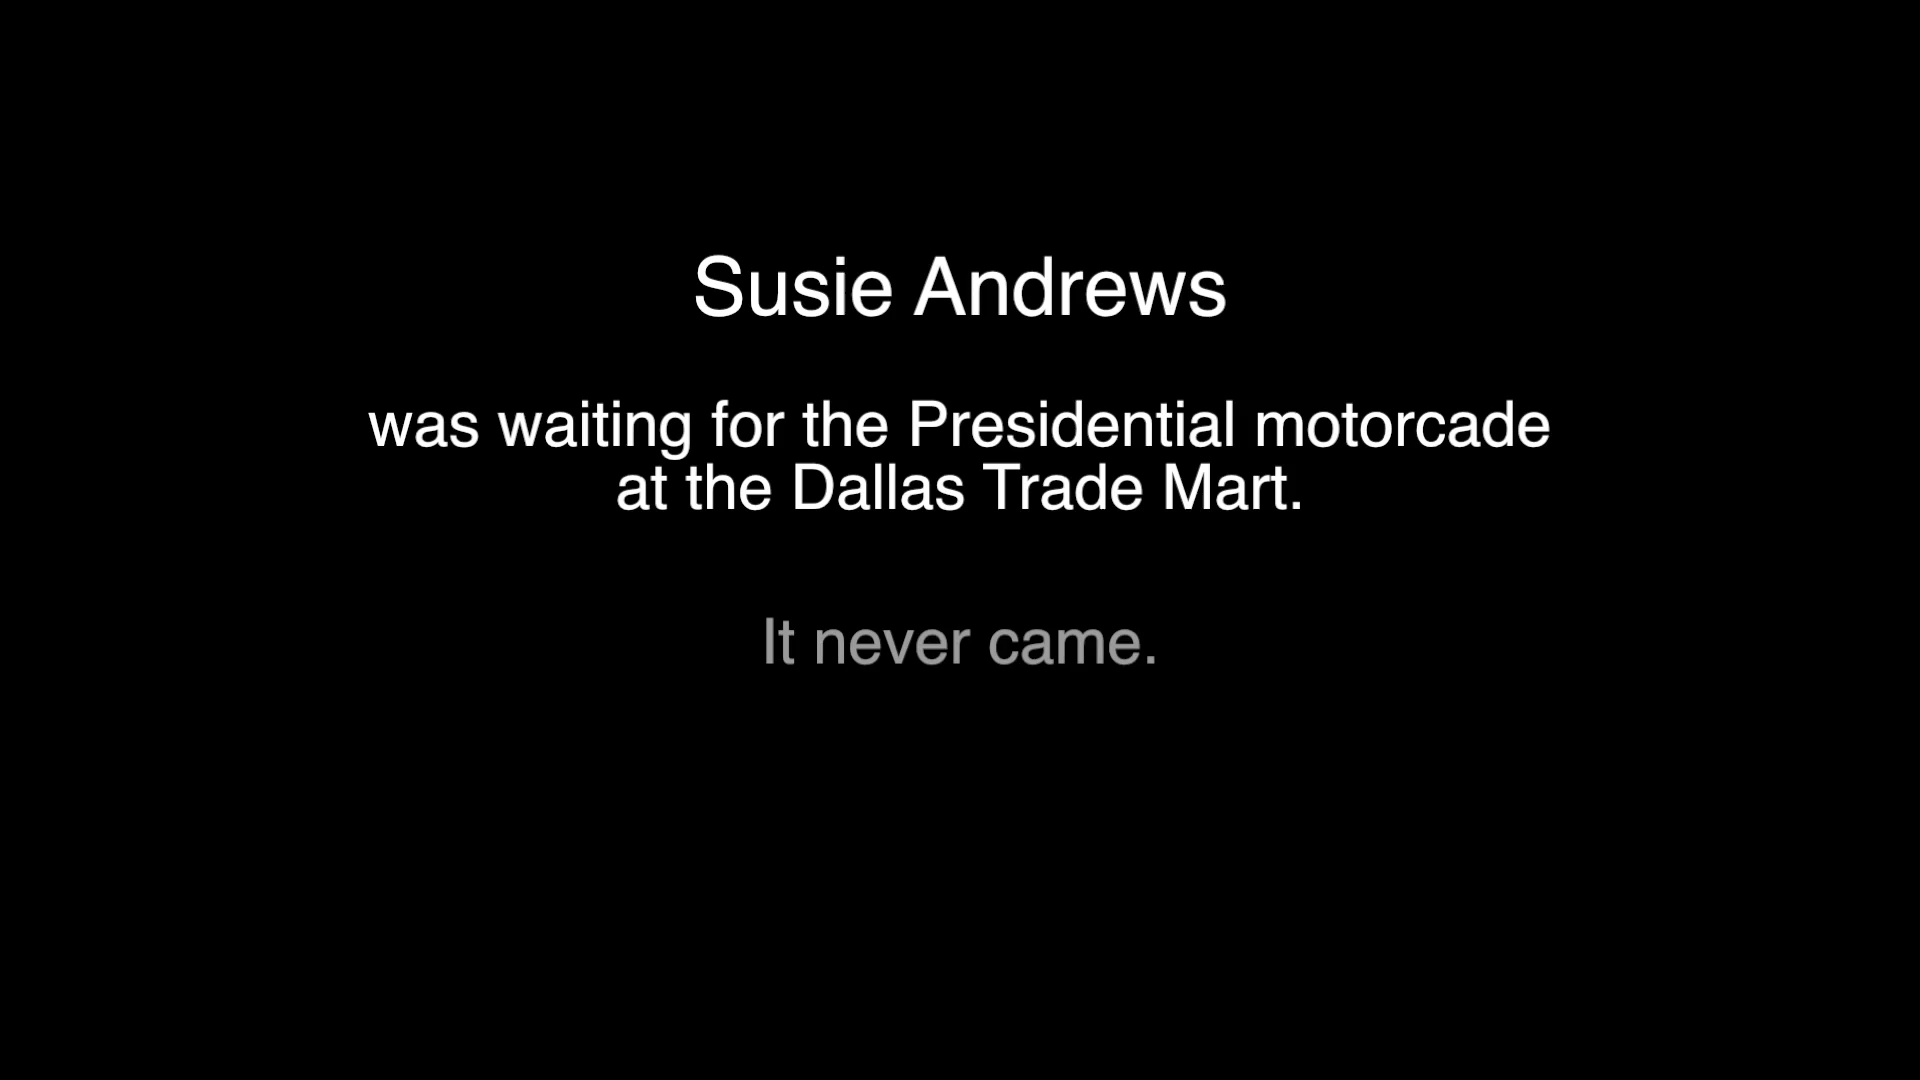 Susie Andrews
was waiting for the Presidential motorcade
at the Dallas Trade Mart.
It never came.